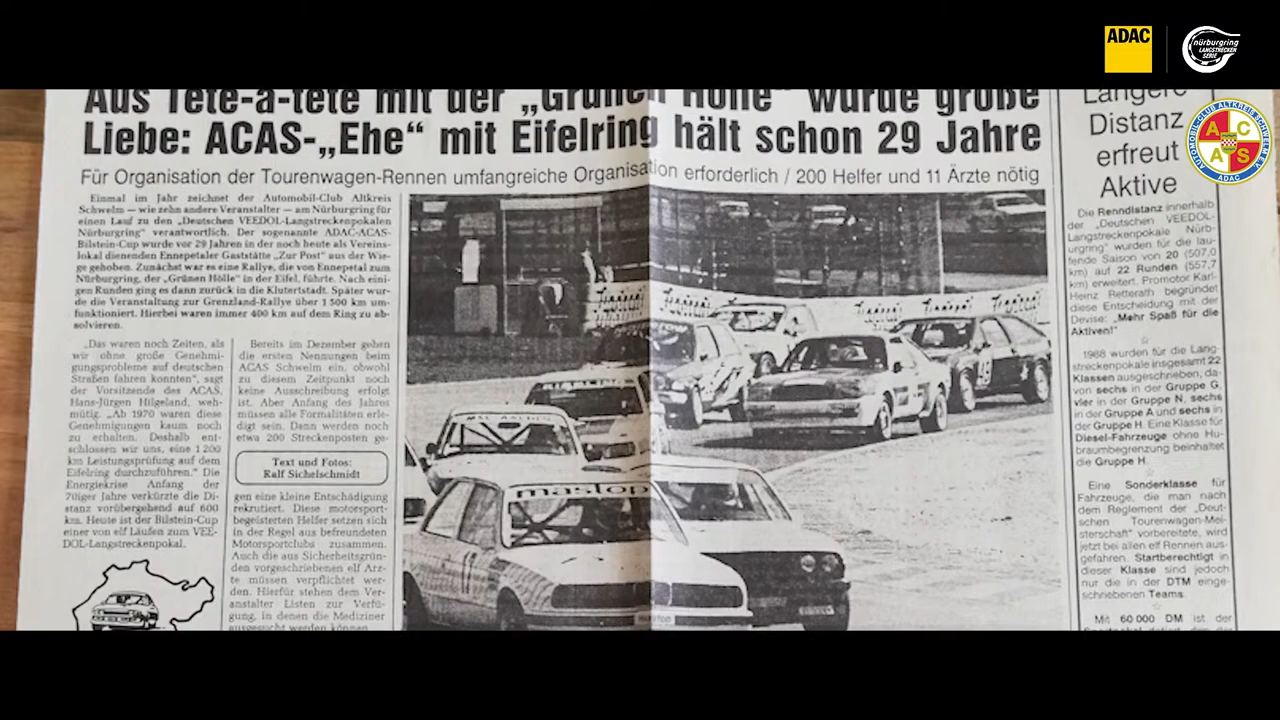 ADAC
nürburgring
LANGSTRECKEN
SERIE
AUTOMOBIL-CLUB ALTKREIS SCHWELM E.V.
A C
A S
ADAC
Aus Tête-à-tête mit der „Grünen Hölle“ wurde große
Liebe: ACAS-„Ehe“ mit Eifelring hält schon 29 Jahre
Für Organisation der Tourenwagen-Rennen umfangreiche Organisation erforderlich / 200 Helfer und 11 Ärzte nötig
Einmal im Jahr zeichnet der Automobil-Club Altkreis
Schwelm — wie zehn andere Veranstalter — am Nürburgring für
einen Lauf zu den „Deutschen VEEDOL-Langstreckenpokalen
Nürburgring“ verantwortlich. Der sogenannte ADAC-ACAS-
Bilstein-Cup wurde vor 29 Jahren in der noch heute als Vereins-
lokal dienenden Ennepetaler Gaststätte „Zur Post“ aus der Wie-
ge gehoben. Zunächst war es eine Rallye, die von Ennepetal zum
Nürburgring, der „Grünen Hölle“ in der Eifel, führte. Nach eini-
gen Runden ging es dann zurück in die Klutertstadt. Später wur-
de die Veranstaltung zur Grenzland-Rallye über 1 500 km um-
funktioniert. Hierbei waren immer 400 km auf dem Ring zu ab-
solvieren.
„Das waren noch Zeiten, als
wir ohne große Genehmi-
gungsprobleme auf deutschen
Straßen fahren konnten“, sagt
der Vorsitzende des ACAS,
Hans-Jürgen Hilgeland, weh-
mütig. „Ab 1970 waren diese
Genehmigungen kaum noch
zu erhalten. Deshalb ent-
schlossen wir uns, eine 1 200
km Leistungsprüfung auf dem
Eifelring durchzuführen.“ Die
Energiekrise Anfang der
70iger Jahre verkürzte die Di-
stanz vorübergehend auf 600
km. Heute ist der Bilstein-Cup
einer von elf Läufen zum VEE-
DOL-Langstreckenpokal.
Bereits im Dezember gehen
die ersten Nennungen beim
ACAS Schwelm ein, obwohl
zu diesem Zeitpunkt noch
keine Ausschreibung erfolgt
ist. Aber Anfang des Jahres
müssen alle Formalitäten erle-
digt sein. Dann werden noch
etwa 200 Streckenposten ge-
Text und Fotos:
Ralf Sichelschmidt
gen eine kleine Entschädigung
rekrutiert. Diese motorsport-
begeisterten Helfer setzen sich
in der Regel aus befreundeten
Motorsportclubs zusammen.
Auch die aus Sicherheitsgrün-
den vorgeschriebenen elf Ärz-
te müssen verpflichtet wer-
den. Hierfür stehen dem Ver-
anstalter Listen zur Verfü-
gung, in denen die Mediziner
ausgesucht werden können.
mastop
49
Längere
Distanz
erfreut
Aktive
Die Renndistanz innerhalb
der „Deutschen VEEDOL-
Langstreckenpokale Nürb-
urgring“ wurden für die lau-
fende Saison von 20 (507,0
km) auf 22 Runden (557,7
km) erweitert. Promotor Karl-
Heinz Retterath begründet
diese Entscheidung mit der
Devise: „Mehr Spaß für die
Aktiven!“
1988 wurden für die Lang-
streckenpokale insgesamt 22
Klassen ausgeschrieben, da-
von sechs in der Gruppe G,
vier in der Gruppe N, sechs
in der Gruppe A und sechs in
der Gruppe H. Eine Klasse für
Diesel-Fahrzeuge ohne Hu-
braumbegrenzung beinhaltet
die Gruppe H.
Eine Sonderklasse für
Fahrzeuge, die man nach
dem Reglement der „Deut-
schen Tourenwagen-Mei-
sterschaft“ vorbereitete, wird
jetzt bei allen elf Rennen aus-
gefahren. Startberechtigt in
dieser Klasse sind jedoch
nur die in der DTM einge-
schriebenen Teams.
Mit 60 000 DM ist der